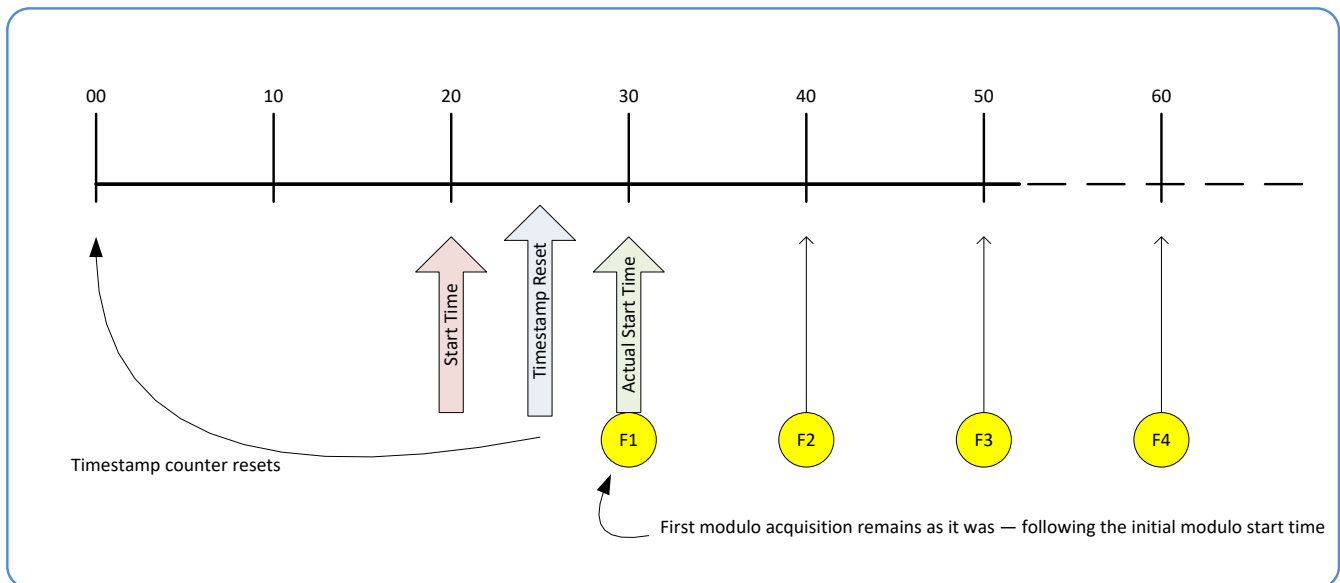 00 10 20 30 40 50 60
Start Time
Timestamp Reset
Actual Start Time
F1 F2 F3 F4
Timestamp counter resets
First modulo acquisition remains as it was — following the initial modulo start time